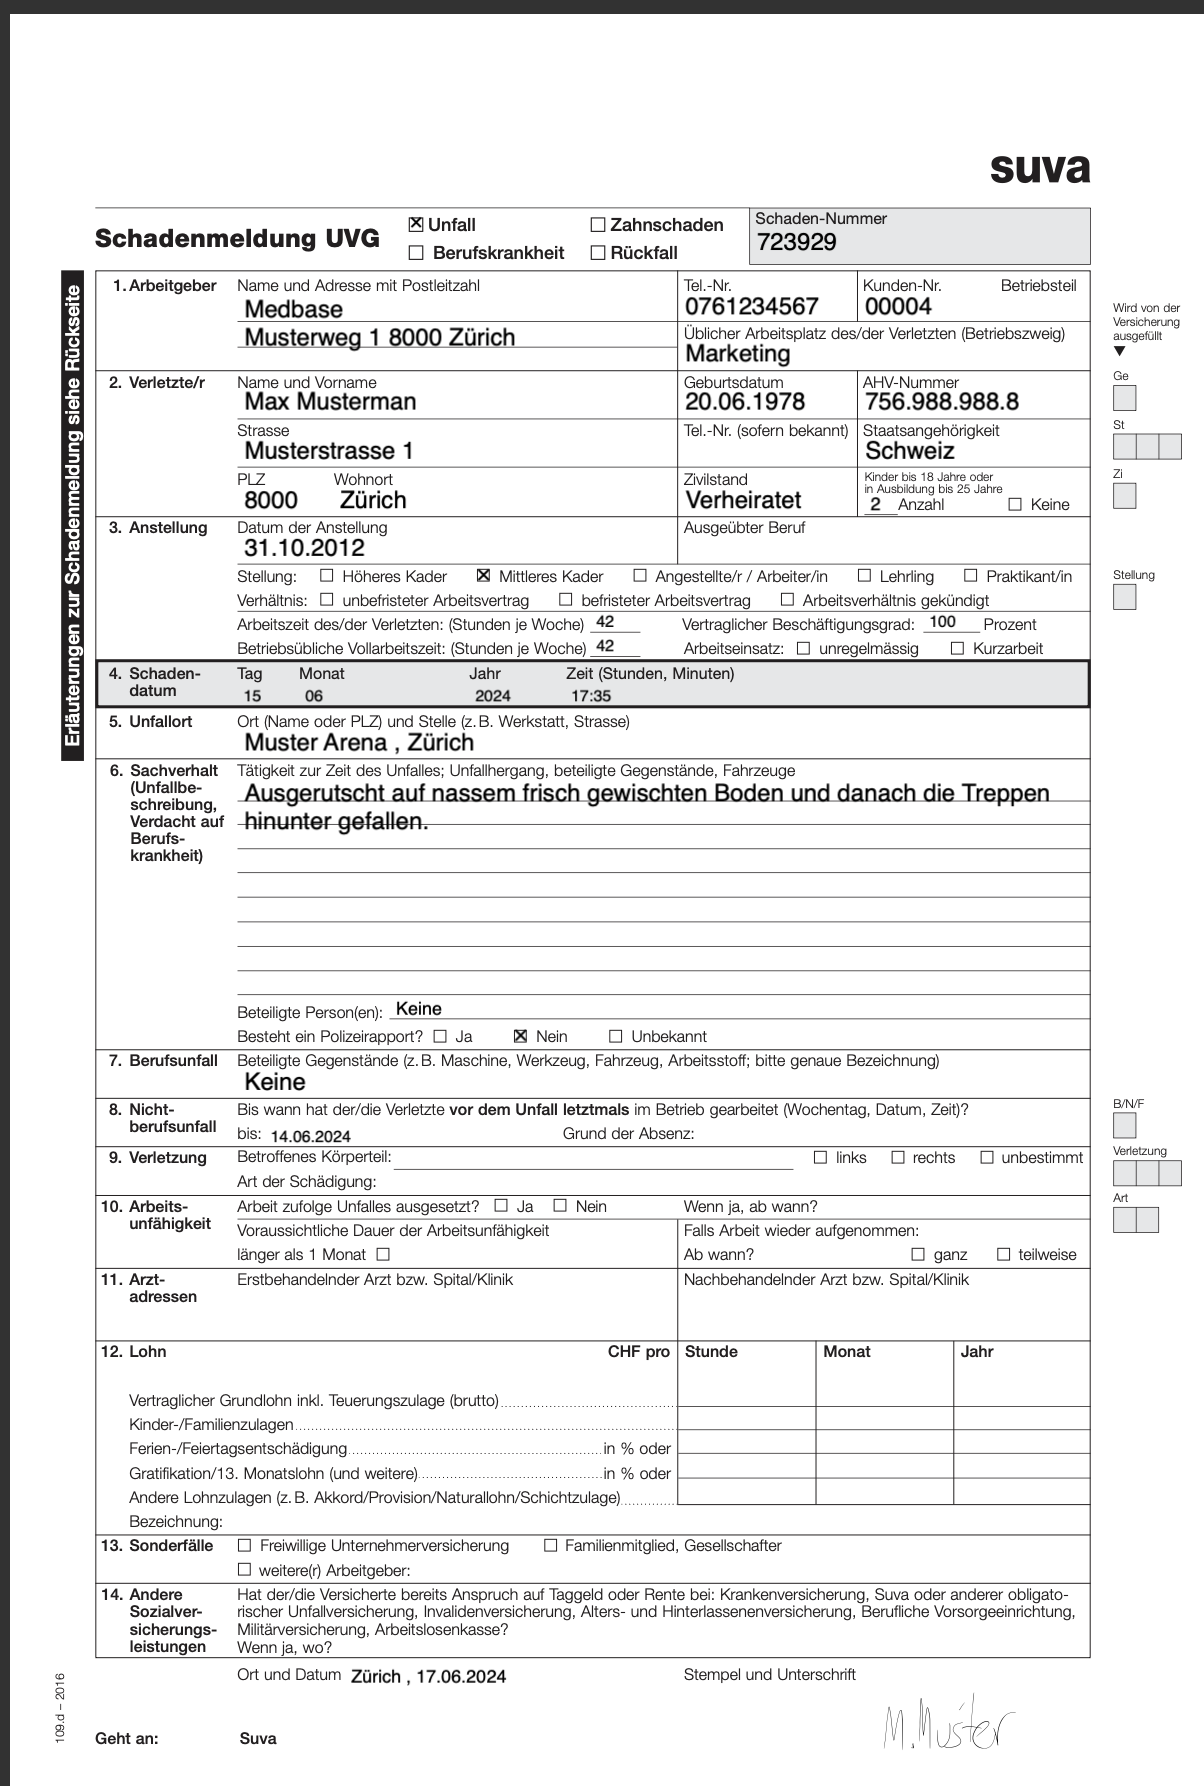 suva
Schadenmeldung UVG
☒ Unfall ☐ Zahnschaden
☐ Berufskrankheit ☐ Rückfall
Schaden-Nummer
723929
Erläuterungen zur Schadenmeldung siehe Rückseite
1. Arbeitgeber
Name und Adresse mit Postleitzahl
Medbase
Musterweg 1 8000 Zürich
Tel.-Nr.
0761234567
Kunden-Nr. Betriebsteil
00004
Üblicher Arbeitsplatz des/der Verletzten (Betriebszweig)
Marketing
Wird von der
Versicherung
ausgefüllt
▼
2. Verletzte/r
Name und Vorname
Max Musterman
Geburtsdatum
20.06.1978
AHV-Nummer
756.988.988.8
Ge
Strasse
Musterstrasse 1
Tel.-Nr. (sofern bekannt)
Staatsangehörigkeit
Schweiz
St
PLZ Wohnort
8000 Zürich
Zivilstand
Verheiratet
Kinder bis 18 Jahre oder
in Ausbildung bis 25 Jahre
2 Anzahl ☐ Keine
Zi
3. Anstellung
Datum der Anstellung
31.10.2012
Ausgeübter Beruf
Stellung: ☐ Höheres Kader ☒ Mittleres Kader ☐ Angestellte/r / Arbeiter/in ☐ Lehrling ☐ Praktikant/in
Stellung
Verhältnis: ☐ unbefristeter Arbeitsvertrag ☐ befristeter Arbeitsvertrag ☐ Arbeitsverhältnis gekündigt
Arbeitszeit des/der Verletzten: (Stunden je Woche) 42 Vertraglicher Beschäftigungsgrad: 100 Prozent
Betriebsübliche Vollarbeitszeit: (Stunden je Woche) 42 Arbeitseinsatz: ☐ unregelmässig ☐ Kurzarbeit
4. Schaden-
datum
Tag Monat Jahr Zeit (Stunden, Minuten)
15 06 2024 17:35
5. Unfallort
Ort (Name oder PLZ) und Stelle (z. B. Werkstatt, Strasse)
Muster Arena , Zürich
6. Sachverhalt
(Unfallbe-
schreibung,
Verdacht auf
Berufs-
krankheit)
Tätigkeit zur Zeit des Unfalles; Unfallhergang, beteiligte Gegenstände, Fahrzeuge
Ausgerutscht auf nassem frisch gewischten Boden und danach die Treppen
hinunter gefallen.
Beteiligte Person(en): Keine
Besteht ein Polizeirapport? ☐ Ja ☒ Nein ☐ Unbekannt
7. Berufsunfall
Beteiligte Gegenstände (z. B. Maschine, Werkzeug, Fahrzeug, Arbeitsstoff; bitte genaue Bezeichnung)
Keine
8. Nicht-
berufsunfall
Bis wann hat der/die Verletzte vor dem Unfall letztmals im Betrieb gearbeitet (Wochentag, Datum, Zeit)?
bis: 14.06.2024 Grund der Absenz:
B/N/F
9. Verletzung
Betroffenes Körperteil: ☐ links ☐ rechts ☐ unbestimmt
Art der Schädigung:
Verletzung
Art
10. Arbeits-
unfähigkeit
Arbeit zufolge Unfalles ausgesetzt? ☐ Ja ☐ Nein Wenn ja, ab wann?
Voraussichtliche Dauer der Arbeitsunfähigkeit
länger als 1 Monat ☐
Falls Arbeit wieder aufgenommen:
Ab wann? ☐ ganz ☐ teilweise
11. Arzt-
adressen
Erstbehandelnder Arzt bzw. Spital/Klinik
Nachbehandelnder Arzt bzw. Spital/Klinik
12. Lohn CHF pro Stunde Monat Jahr
Vertraglicher Grundlohn inkl. Teuerungszulage (brutto)
Kinder-/Familienzulagen
Ferien-/Feiertagsentschädigung in % oder
Gratifikation/13. Monatslohn (und weitere) in % oder
Andere Lohnzulagen (z. B. Akkord/Provision/Naturallohn/Schichtzulage)
Bezeichnung:
13. Sonderfälle
☐ Freiwillige Unternehmerversicherung ☐ Familienmitglied, Gesellschafter
☐ weitere(r) Arbeitgeber:
14. Andere
Sozialver-
sicherungs-
leistungen
Hat der/die Versicherte bereits Anspruch auf Taggeld oder Rente bei: Krankenversicherung, Suva oder anderer obligato-
rischer Unfallversicherung, Invalidenversicherung, Alters- und Hinterlassenenversicherung, Berufliche Vorsorgeeinrichtung,
Militärversicherung, Arbeitslosenkasse?
Wenn ja, wo?
Ort und Datum Zürich , 17.06.2024
Stempel und Unterschrift
M.Muster
109.d – 2016
Geht an: Suva